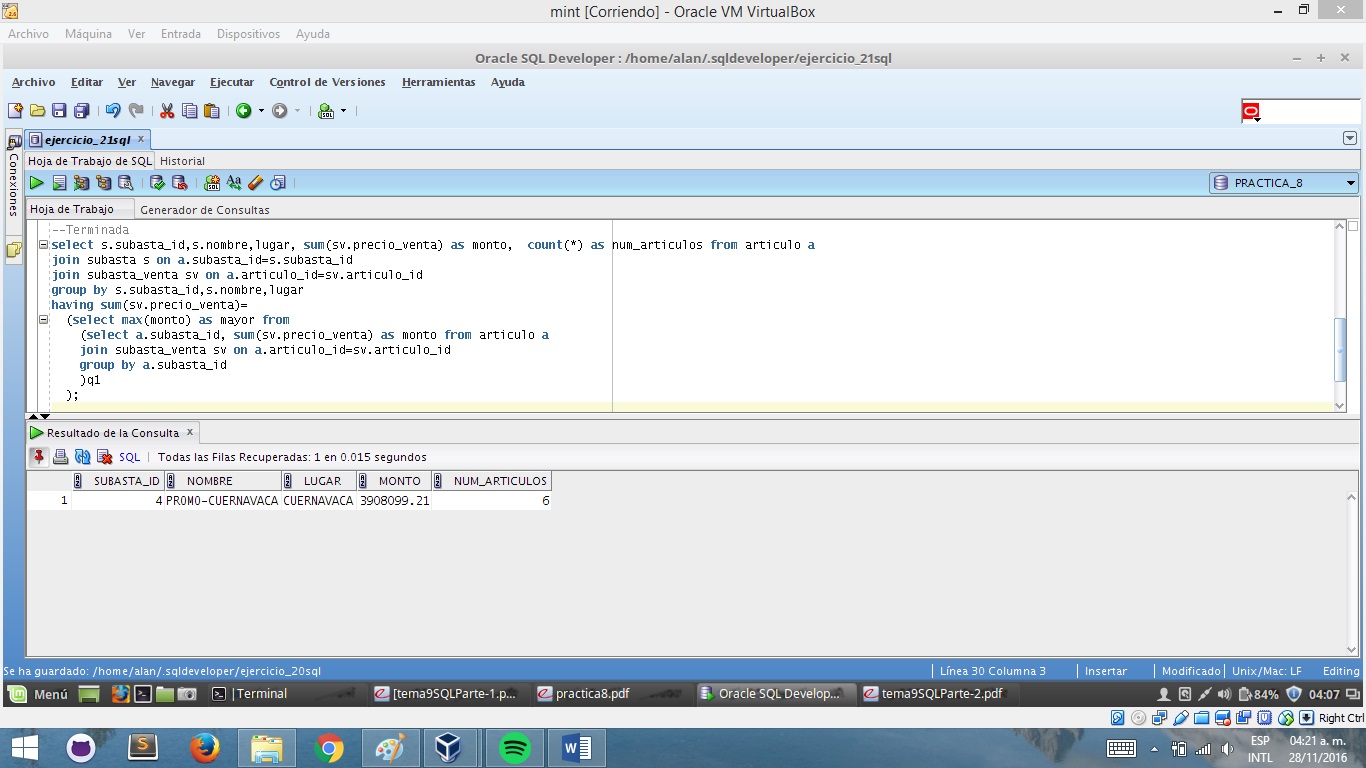 mint [Corriendo] - Oracle VM VirtualBox
Archivo Máquina Ver Entrada Dispositivos Ayuda
Oracle SQL Developer : /home/alan/.sqldeveloper/ejercicio_21sql
Archivo Editar Ver Navegar Ejecutar Control de Versiones Herramientas Ayuda
ejercicio_21sql
Conexiones
Hoja de Trabajo de SQL Historial
PRACTICA_8
Hoja de Trabajo Generador de Consultas
--Terminada
select s.subasta_id,s.nombre,lugar, sum(sv.precio_venta) as monto,  count(*) as num_articulos from articulo a
join subasta s on a.subasta_id=s.subasta_id
join subasta_venta sv on a.articulo_id=sv.articulo_id
group by s.subasta_id,s.nombre,lugar
having sum(sv.precio_venta)=
(select max(monto) as mayor from
(select a.subasta_id, sum(sv.precio_venta) as monto from articulo a
join subasta_venta sv on a.articulo_id=sv.articulo_id
group by a.subasta_id
)q1
);
Resultado de la Consulta
SQL | Todas las Filas Recuperadas: 1 en 0.015 segundos
SUBASTA_ID NOMBRE LUGAR MONTO NUM_ARTICULOS
1 4 PROMO-CUERNAVACA CUERNAVACA 3908099.21 6
Se ha guardado: /home/alan/.sqldeveloper/ejercicio_20sql Línea 30 Columna 3 Insertar Modificado Unix/Mac: LF Editing
Menú |Terminal [tema9SQLParte-1.p... practica8.pdf Oracle SQL Develop... tema9SQLParte-2.pdf 84% 04:07
Right Ctrl
ESP 04:21 a. m.
INTL 28/11/2016